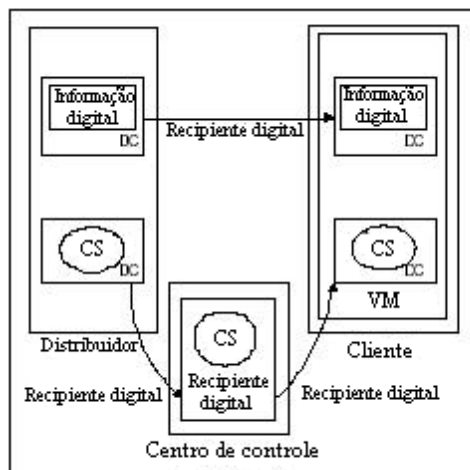 Informação
digital
DC
Recipiente digital
Informação
digital
DC
CS
DC
Distribuidor
CS
DC
VM
Cliente
Recipiente digital
CS
Recipiente
digital
Recipiente digital
Centro de controle